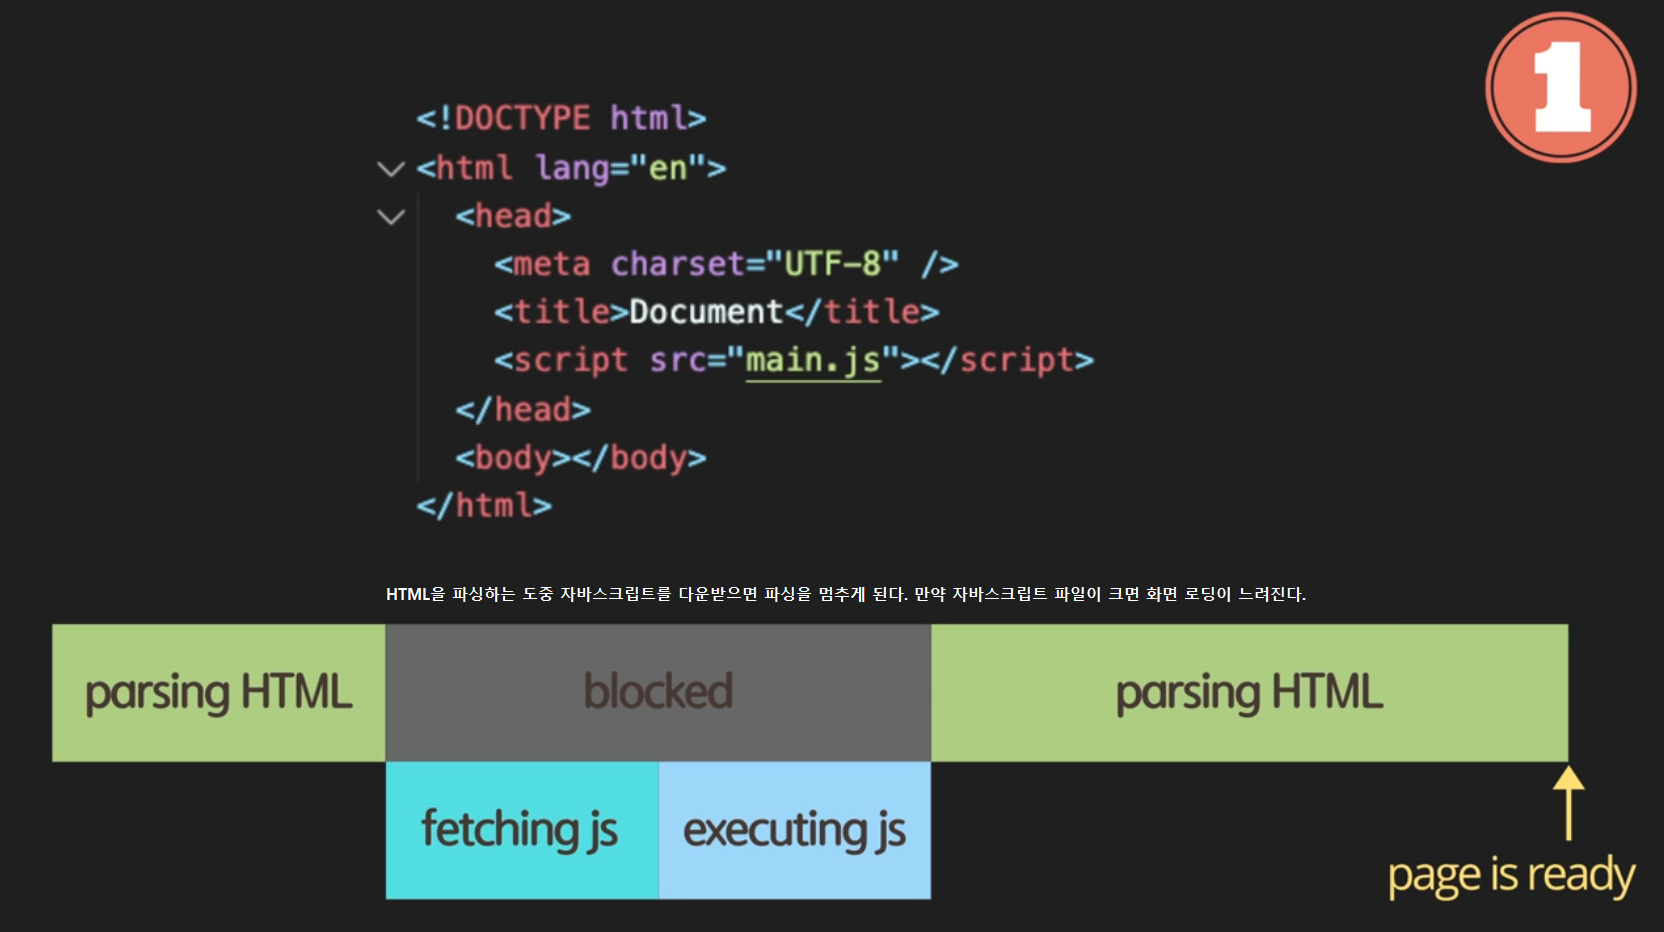 1
<!DOCTYPE html>
<html lang="en">
<head>
<meta charset="UTF-8" />
<title>Document</title>
<script src="main.js"></script>
</head>
<body></body>
</html>
HTML을 파싱하는 도중 자바스크립트를 다운받으면 파싱을 멈추게 된다. 만약 자바스크립트 파일이 크면 화면 로딩이 느려진다.
parsing HTML
blocked
parsing HTML
fetching js
executing js
page is ready